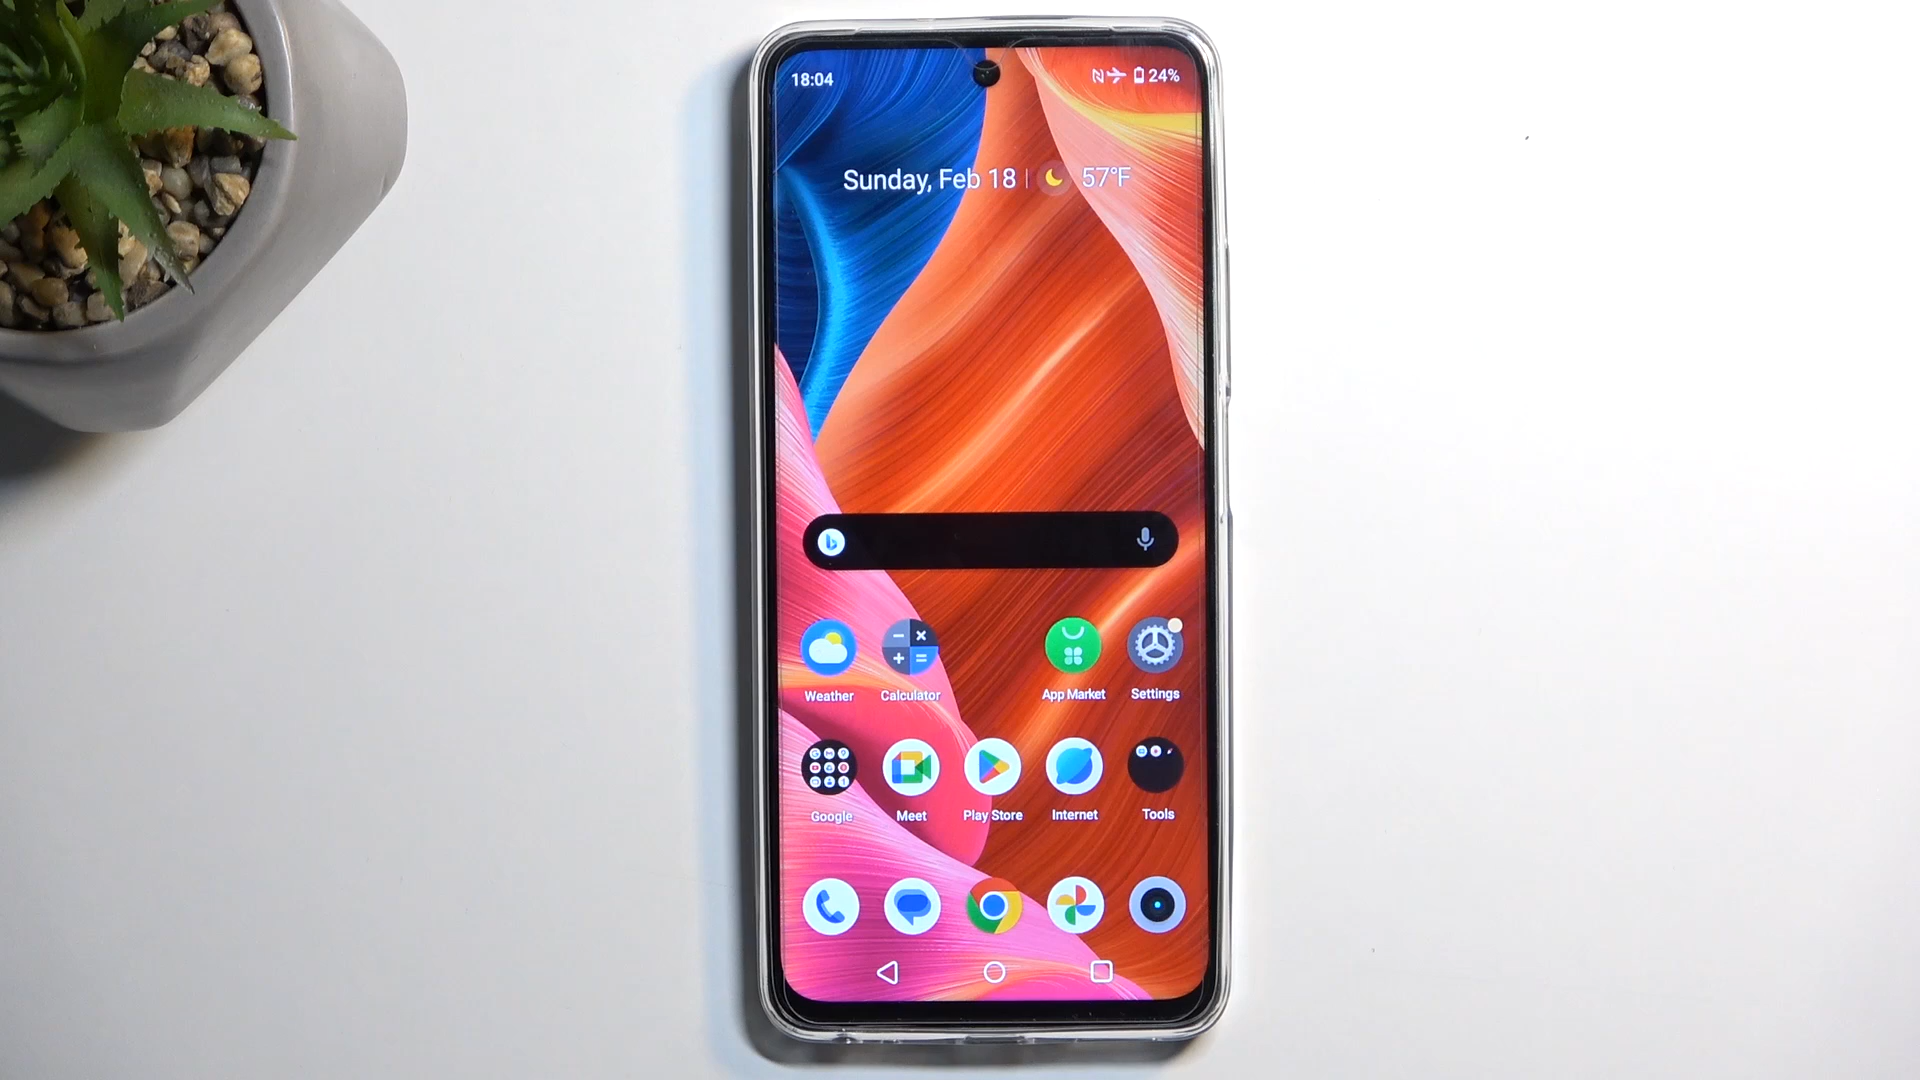 18:04
24%
Sunday, Feb 18 | 57°F
Weather
Calculator
App Market
Settings
Google
Meet
Play Store
Internet
Tools